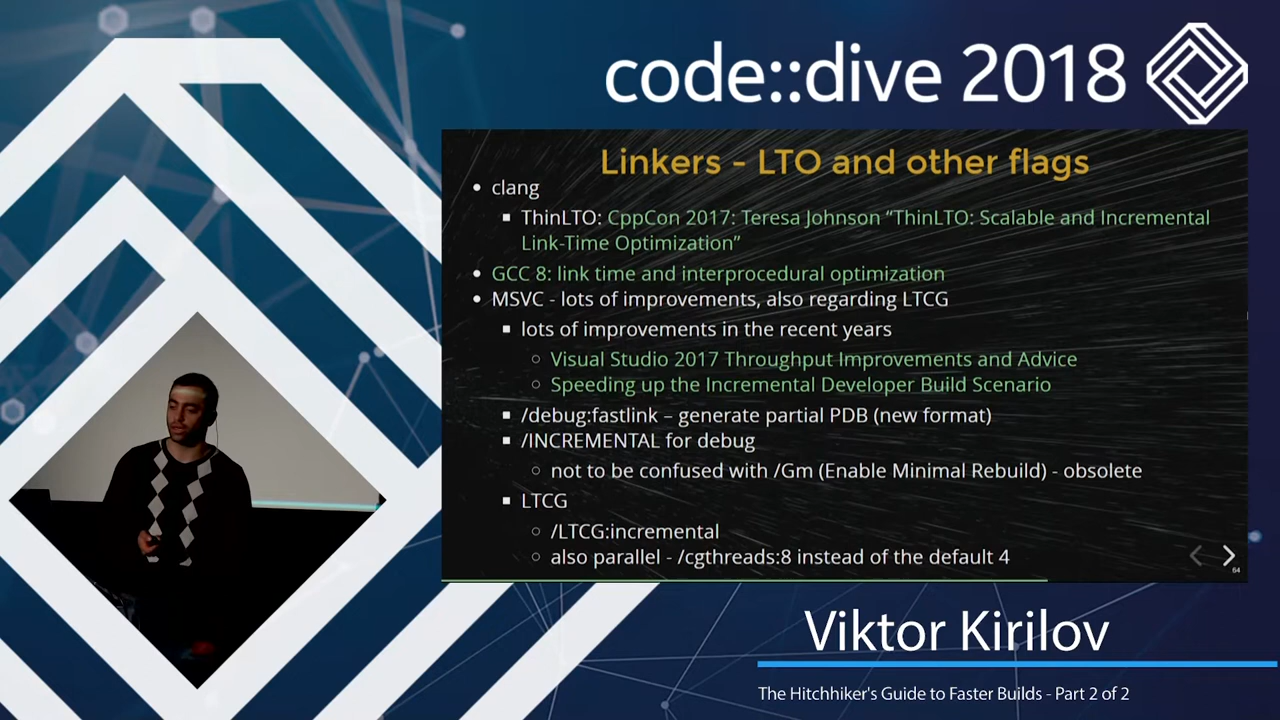 code::dive 2018
Linkers - LTO and other flags
• clang
▪ ThinLTO: CppCon 2017: Teresa Johnson “ThinLTO: Scalable and Incremental
Link-Time Optimization”
• GCC 8: link time and interprocedural optimization
• MSVC - lots of improvements, also regarding LTCG
▪ lots of improvements in the recent years
○ Visual Studio 2017 Throughput Improvements and Advice
○ Speeding up the Incremental Developer Build Scenario
▪ /debug:fastlink – generate partial PDB (new format)
▪ /INCREMENTAL for debug
○ not to be confused with /Gm (Enable Minimal Rebuild) - obsolete
▪ LTCG
○ /LTCG:incremental
○ also parallel - /cgthreads:8 instead of the default 4
64
Viktor Kirilov
The Hitchhiker's Guide to Faster Builds - Part 2 of 2